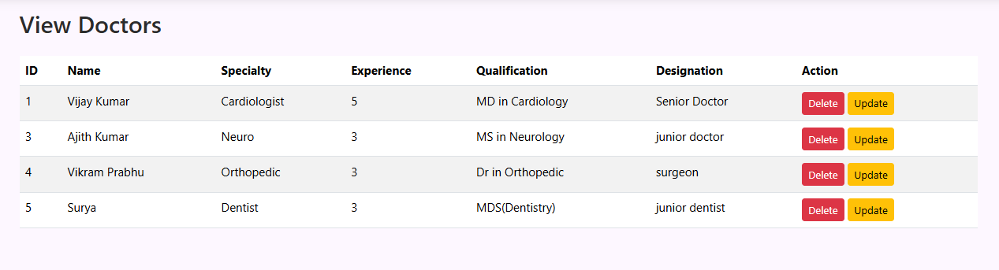 View Doctors
ID Name Specialty Experience Qualification Designation Action
1 Vijay Kumar Cardiologist 5 MD in Cardiology Senior Doctor Delete Update
3 Ajith Kumar Neuro 3 MS in Neurology junior doctor Delete Update
4 Vikram Prabhu Orthopedic 3 Dr in Orthopedic surgeon Delete Update
5 Surya Dentist 3 MDS(Dentistry) junior dentist Delete Update